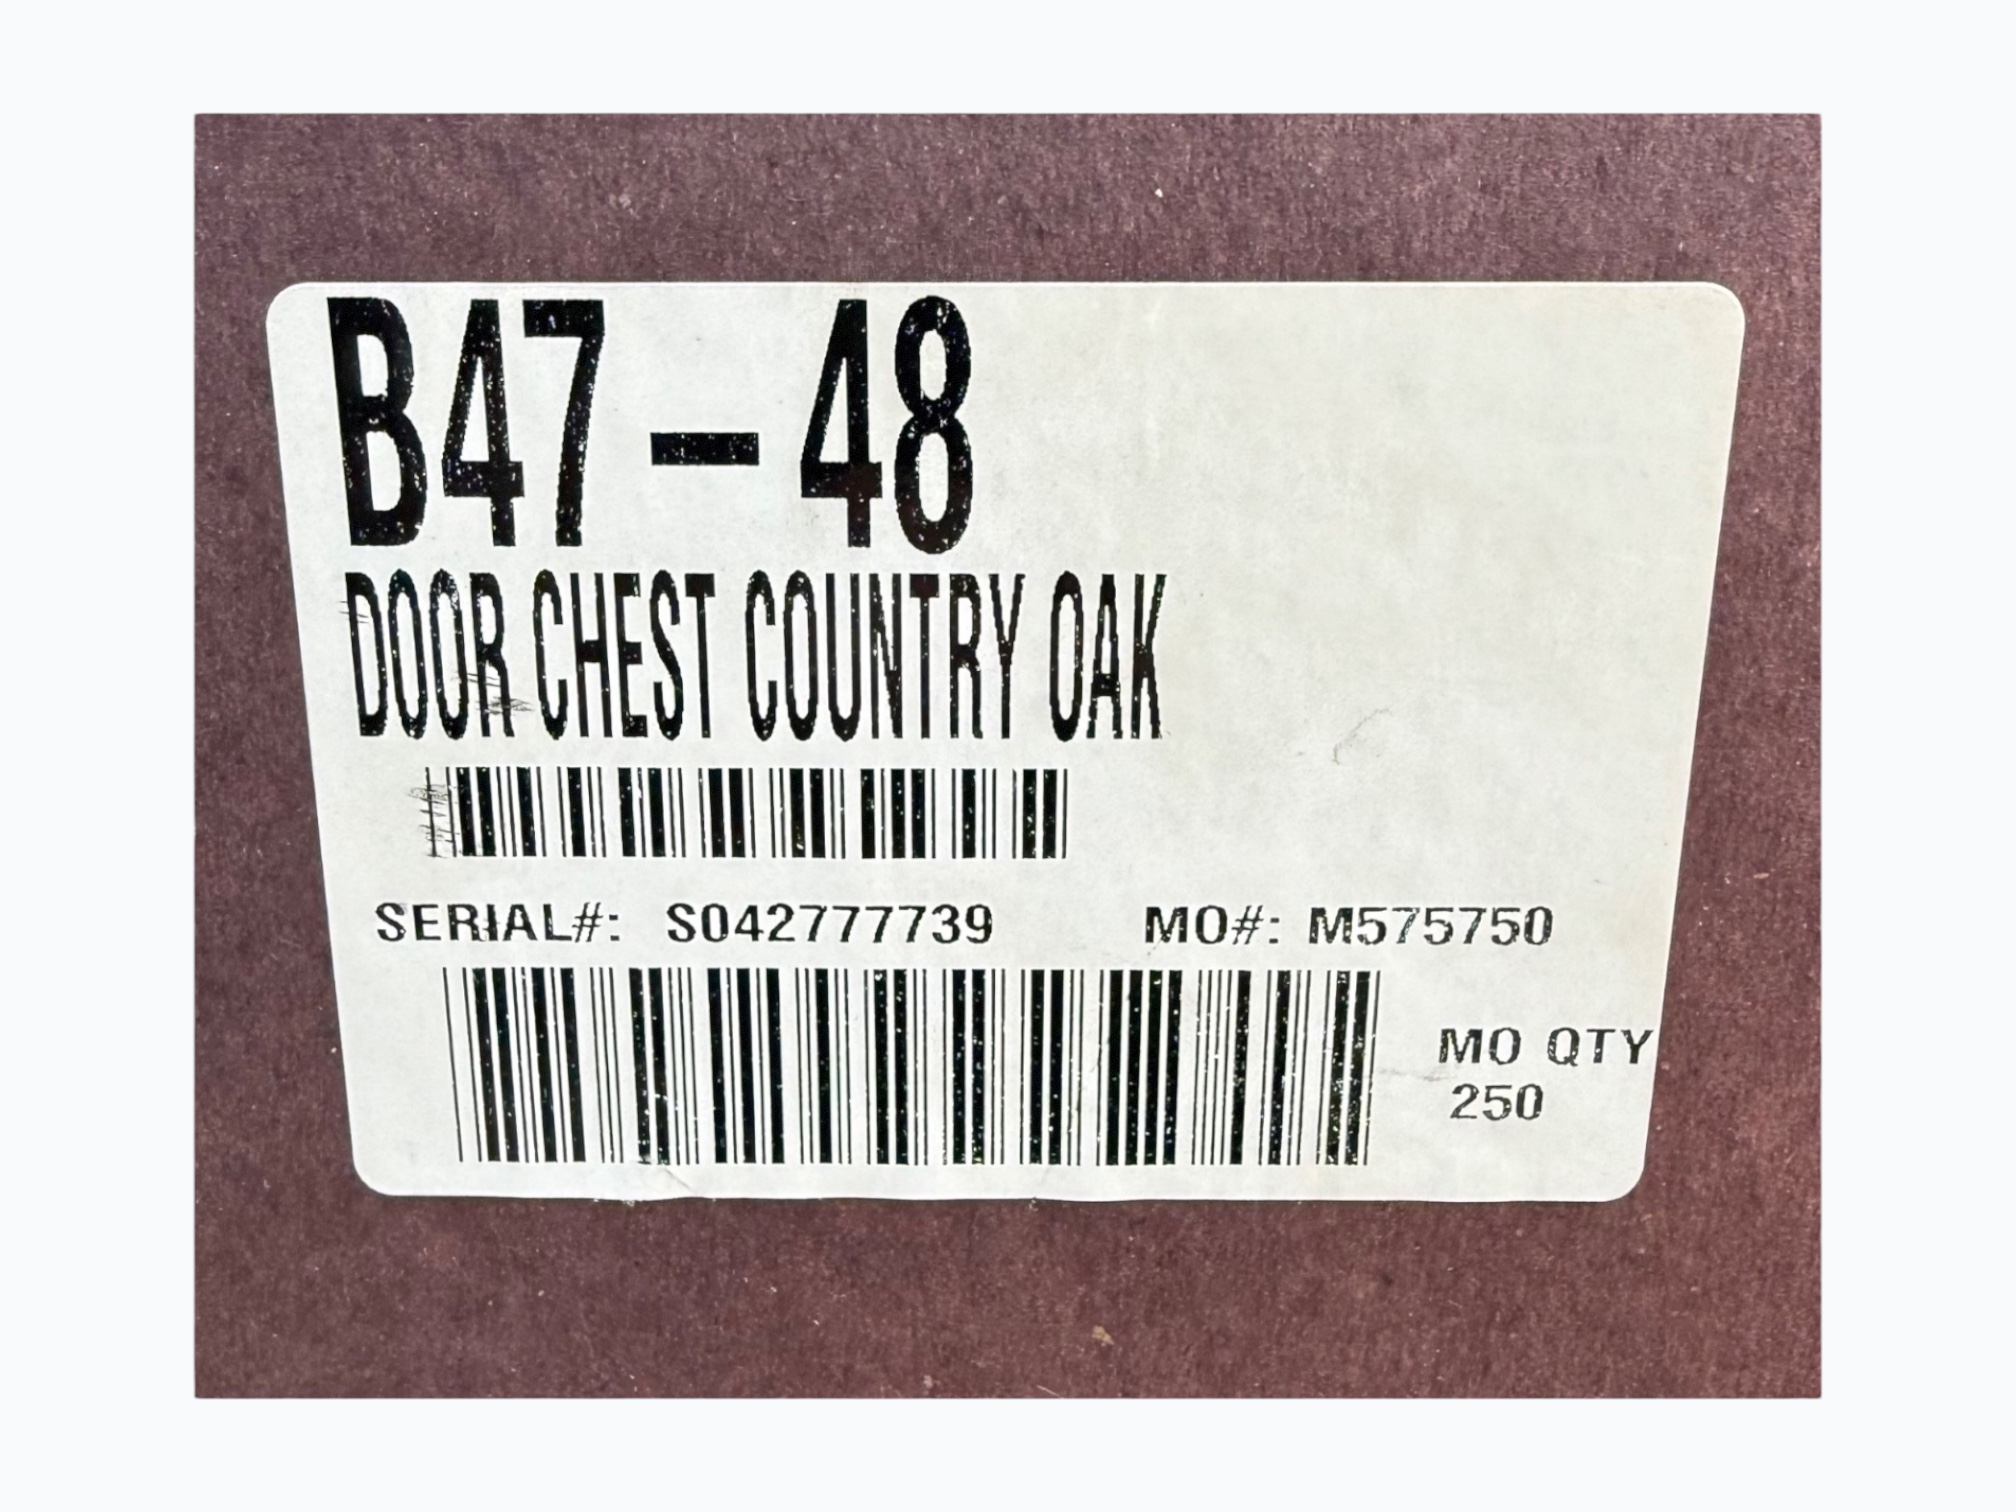 B47-48
DOOR CHEST COUNTRY OAK
SERIAL#: S042777739 MO#: M575750
MO QTY
250